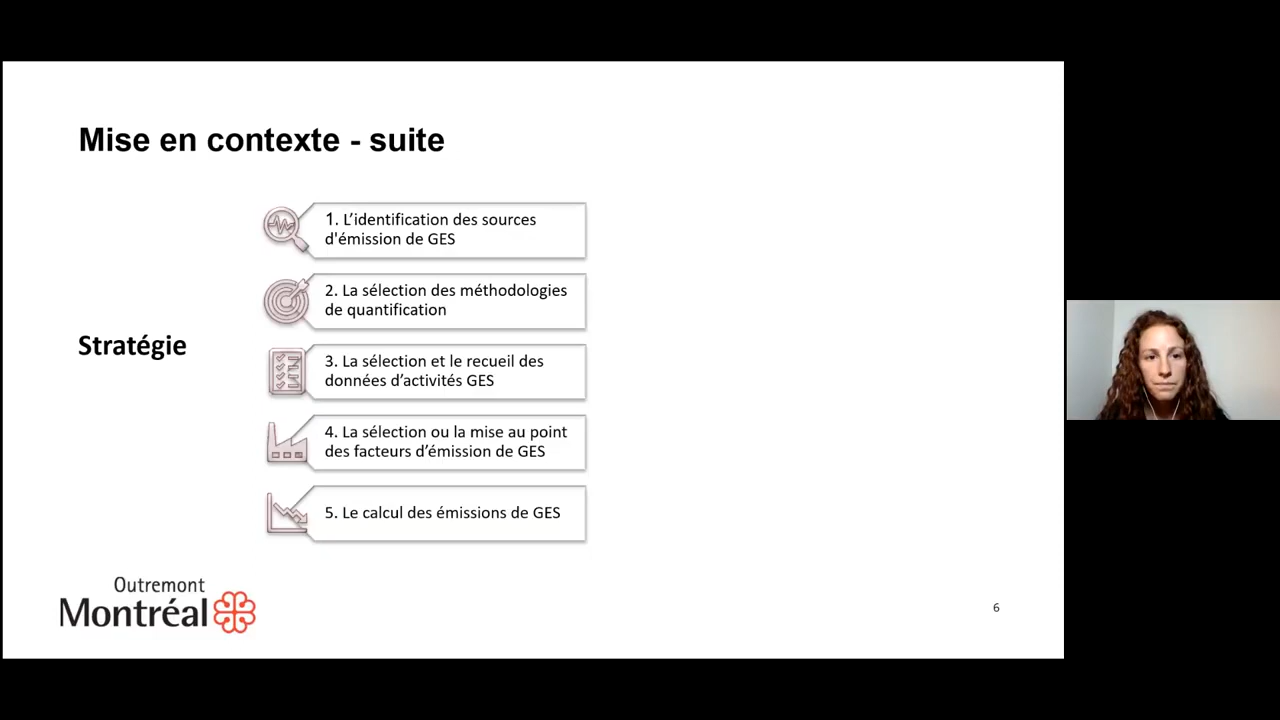 Mise en contexte - suite
1. L’identification des sources
d'émission de GES
2. La sélection des méthodologies
de quantification
Stratégie
3. La sélection et le recueil des
données d’activités GES
4. La sélection ou la mise au point
des facteurs d’émission de GES
5. Le calcul des émissions de GES
Outremont
Montréal
6